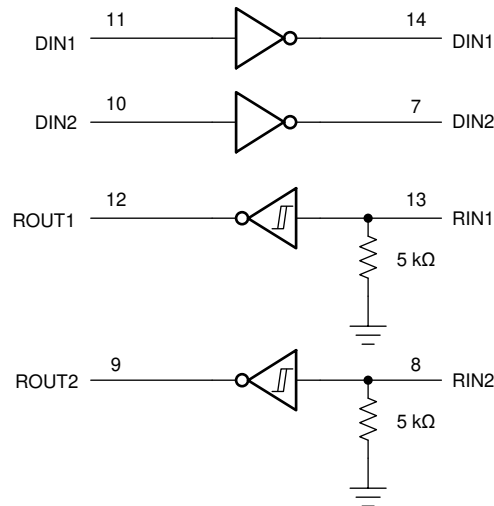 11 14
DIN1 DIN1
10 7
DIN2 DIN2
12 13
ROUT1 RIN1
5 kΩ
9 8
ROUT2 RIN2
5 kΩ